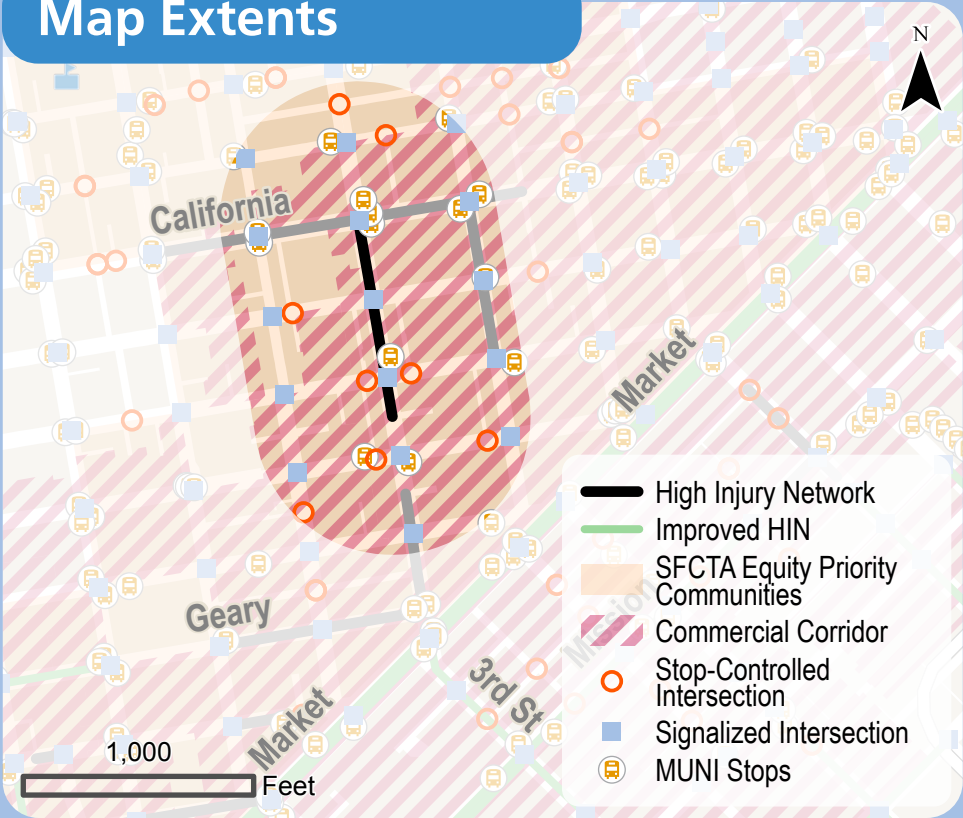 Map Extents
N
California
Market
High Injury Network
Improved HIN
SFCTA Equity Priority
Communities
Mission
Commercial Corridor
Geary
Stop-Controlled
Intersection
3rd St
Market
Signalized Intersection
MUNI Stops
1,000
Feet